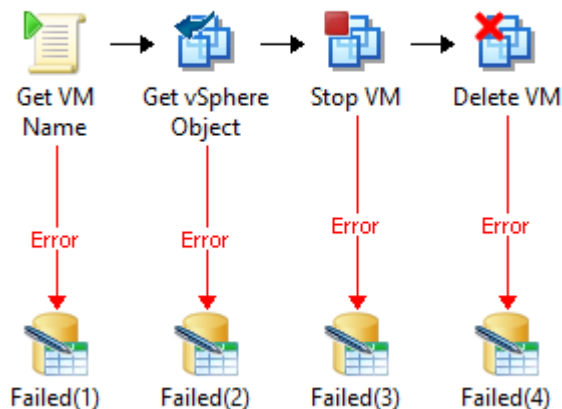 Get VM
Name
Get vSphere
Object
Stop VM
Delete VM
Error
Error
Error
Error
Failed(1)
Failed(2)
Failed(3)
Failed(4)